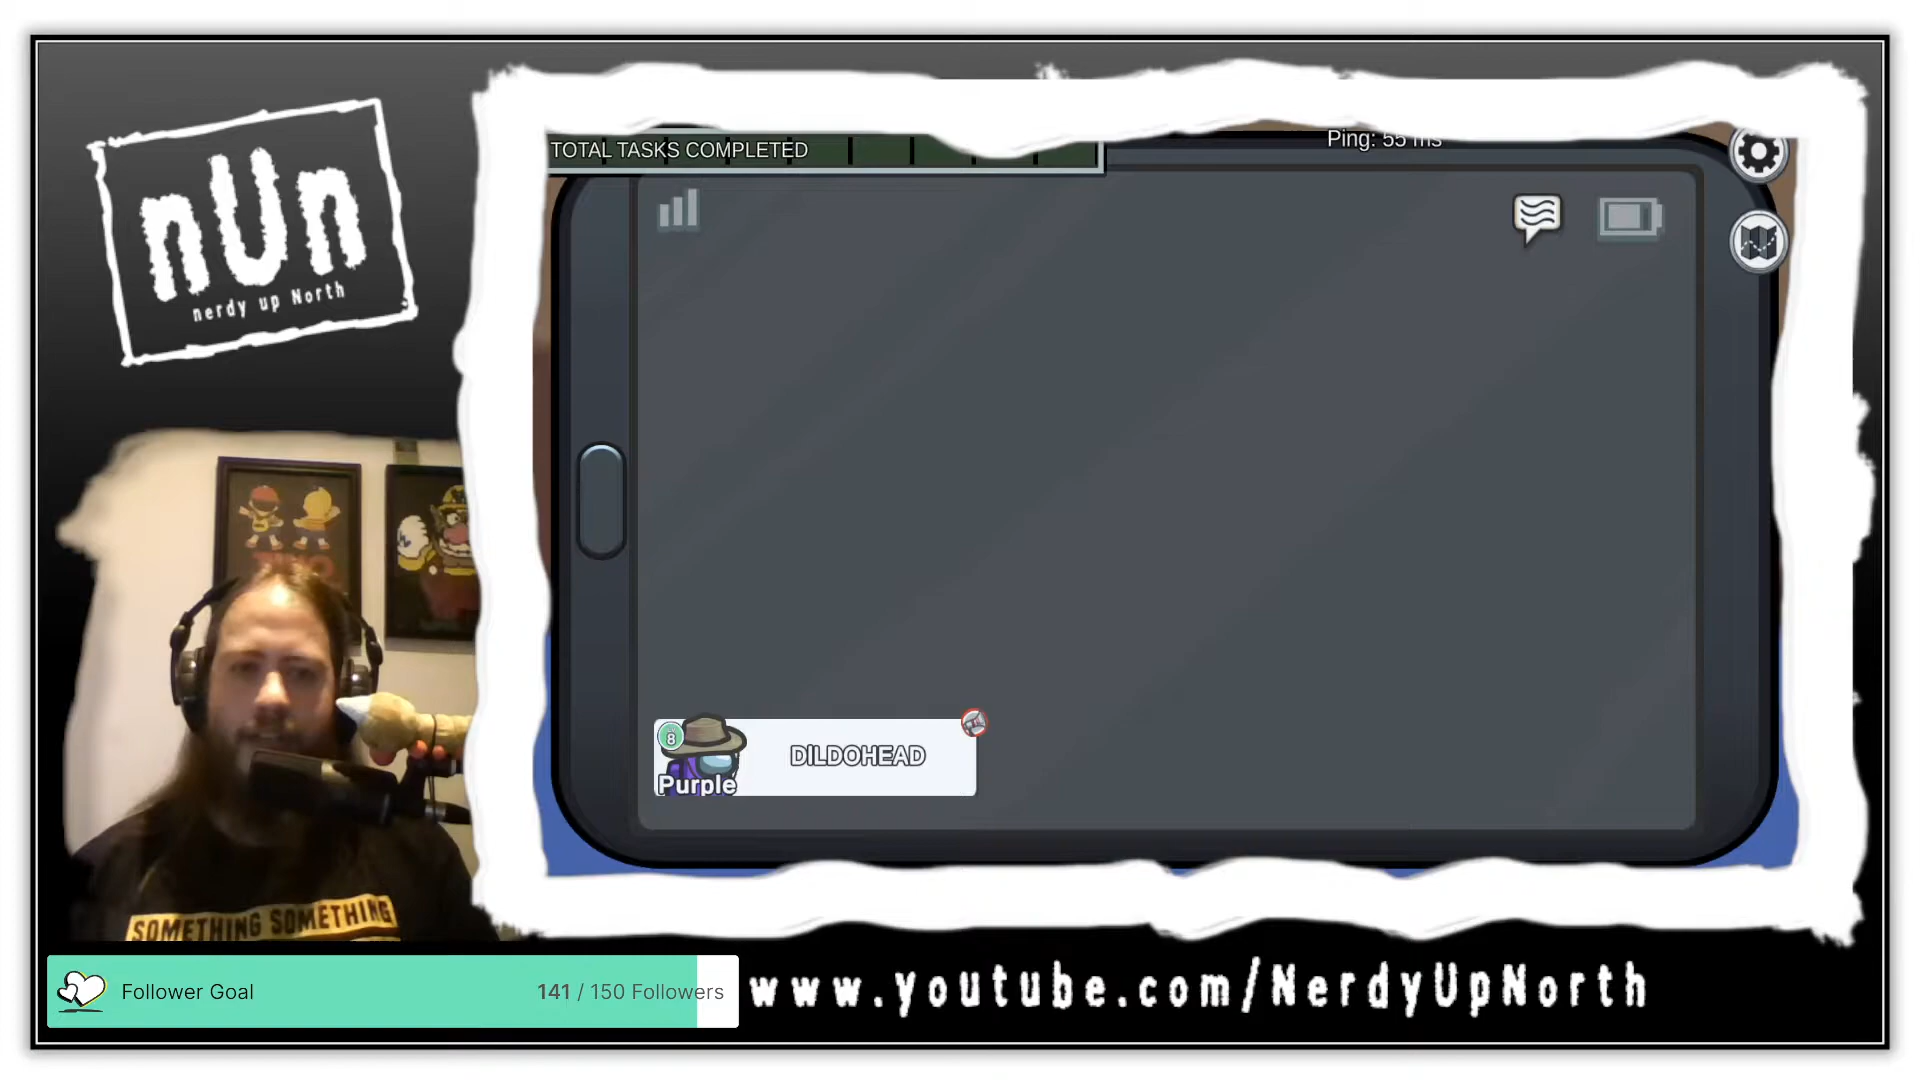 nUn
nerdy up North
TOTAL TASKS COMPLETED
Ping: 55 ms
8
Purple
DILDOHEAD
SOMETHING SOMETHING
Follower Goal
141 / 150 Followers
www.youtube.com/NerdyUpNorth